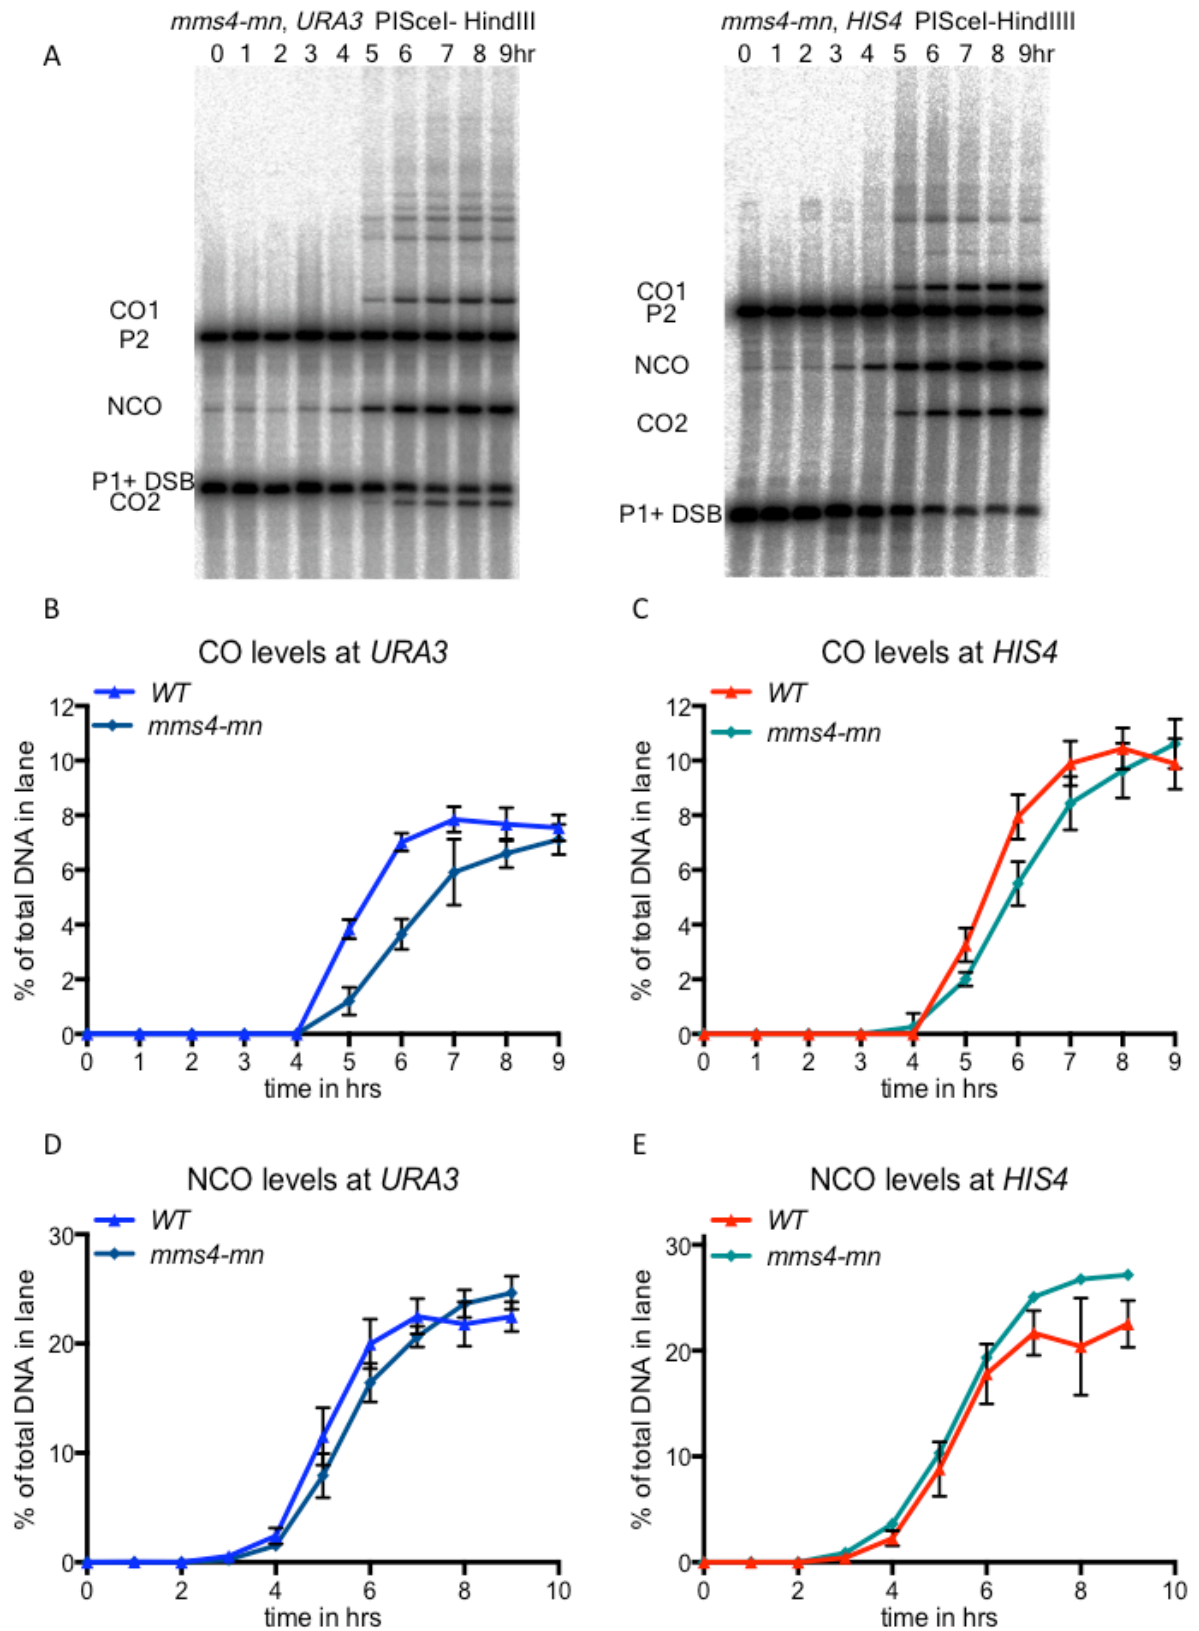 A
mms4-mn, URA3 PISceI- HindIII
0 1 2 3 4 5 6 7 8 9hr
CO1
P2
NCO
P1+ DSB
CO2
mms4-mn, HIS4 PISceI-HindIIII
0 1 2 3 4 5 6 7 8 9hr
CO1
P2
NCO
CO2
P1+ DSB
B
CO levels at URA3
WT
mms4-mn
% of total DNA in lane
12
10
8
6
4
2
0
0 1 2 3 4 5 6 7 8 9
time in hrs
C
CO levels at HIS4
WT
mms4-mn
% of total DNA in lane
12
10
8
6
4
2
0
0 1 2 3 4 5 6 7 8 9
time in hrs
D
NCO levels at URA3
WT
mms4-mn
% of total DNA in lane
30
20
10
0
0 2 4 6 8 10
time in hrs
E
NCO levels at HIS4
WT
mms4-mn
% of total DNA in lane
30
20
10
0
0 2 4 6 8 10
time in hrs